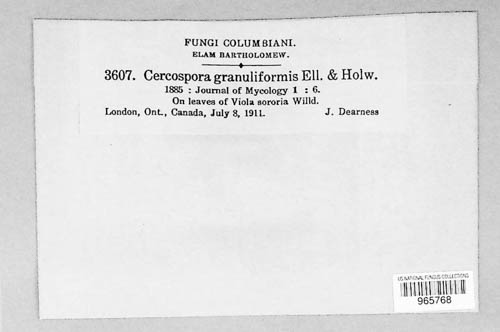 FUNGI COLUMBIANI.
ELAM BARTHOLOMEW.
3607. Cercospora granuliformis Ell. & Holw.
1885 : Journal of Mycology 1 : 6.
On leaves of Viola sororia Willd.
London, Ont., Canada, July 8, 1911. J. Dearness
US NATIONAL FUNGUS COLLECTIONS
965768